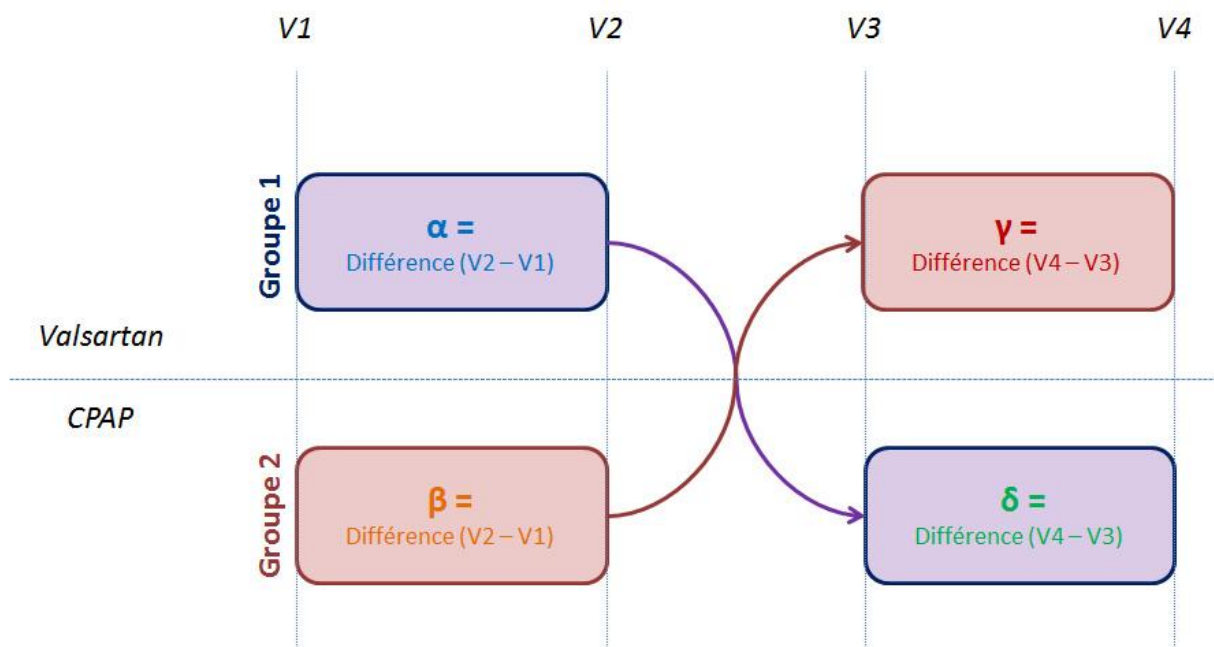 V1 V2 V3 V4
Groupe 1
α =
Différence (V2 – V1)
γ =
Différence (V4 – V3)
Valsartan
CPAP
Groupe 2
β =
Différence (V2 – V1)
δ =
Différence (V4 – V3)